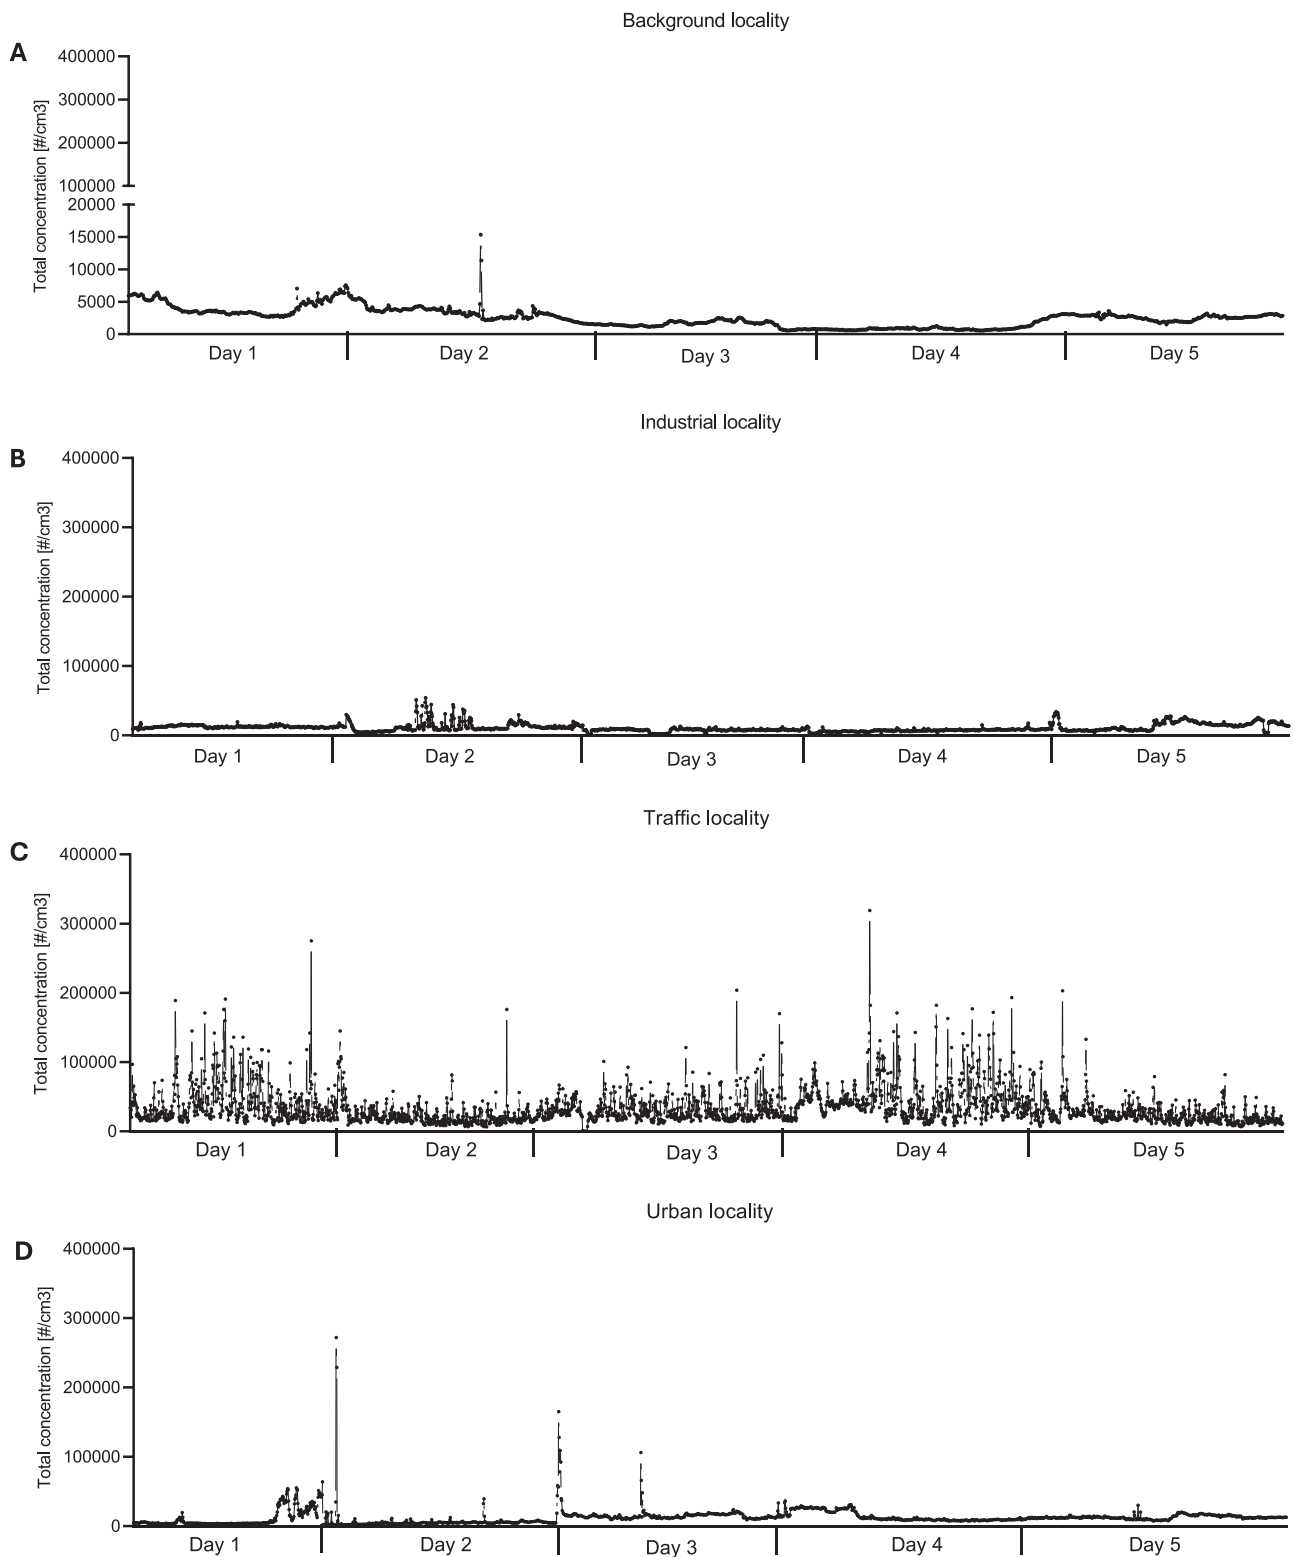 Background locality
A
Total concentration [#/cm3]
400000
300000
200000
100000
20000
15000
10000
5000
0
Day 1 Day 2 Day 3 Day 4 Day 5
Industrial locality
B
Total concentration [#/cm3]
400000
300000
200000
100000
0
Day 1 Day 2 Day 3 Day 4 Day 5
Traffic locality
C
Total concentration [#/cm3]
400000
300000
200000
100000
0
Day 1 Day 2 Day 3 Day 4 Day 5
Urban locality
D
Total concentration [#/cm3]
400000
300000
200000
100000
0
Day 1 Day 2 Day 3 Day 4 Day 5